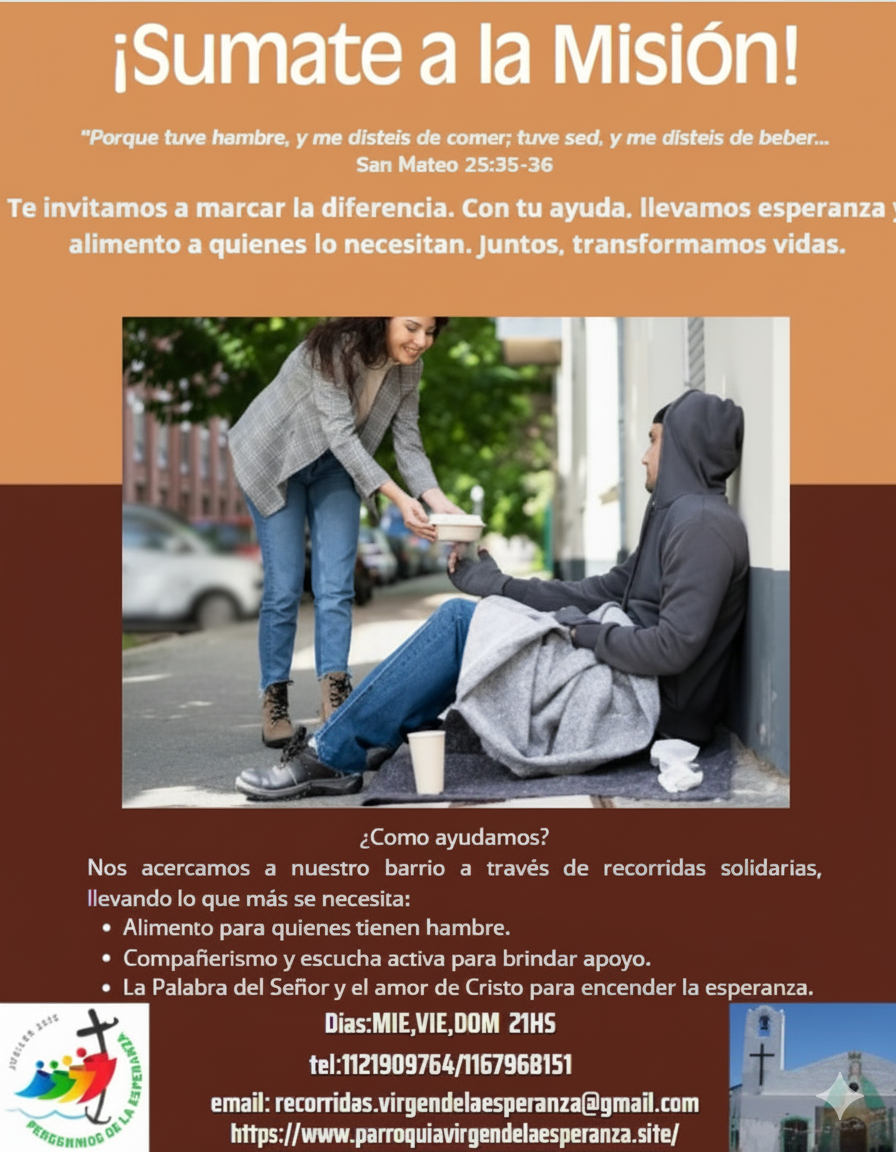 ¡Sumate a la Misión!
"Porque tuve hambre, y me disteis de comer; tuve sed, y me disteis de beber...
San Mateo 25:35-36
Te invitamos a marcar la diferencia. Con tu ayuda, llevamos esperanza y
alimento a quienes lo necesitan. Juntos, transformamos vidas.
¿Como ayudamos?
Nos acercamos a nuestro barrio a través de recorridas solidarias,
llevando lo que más se necesita:
• Alimento para quienes tienen hambre.
• Compañerismo y escucha activa para brindar apoyo.
• La Palabra del Señor y el amor de Cristo para encender la esperanza.
Dias:MIE,VIE,DOM 21HS
tel:1121909764/1167968151
email: recorridas.virgendelaesperanza@gmail.com
https://www.parroquiavirgendelaesperanza.site/
DE LA ESPERANZA